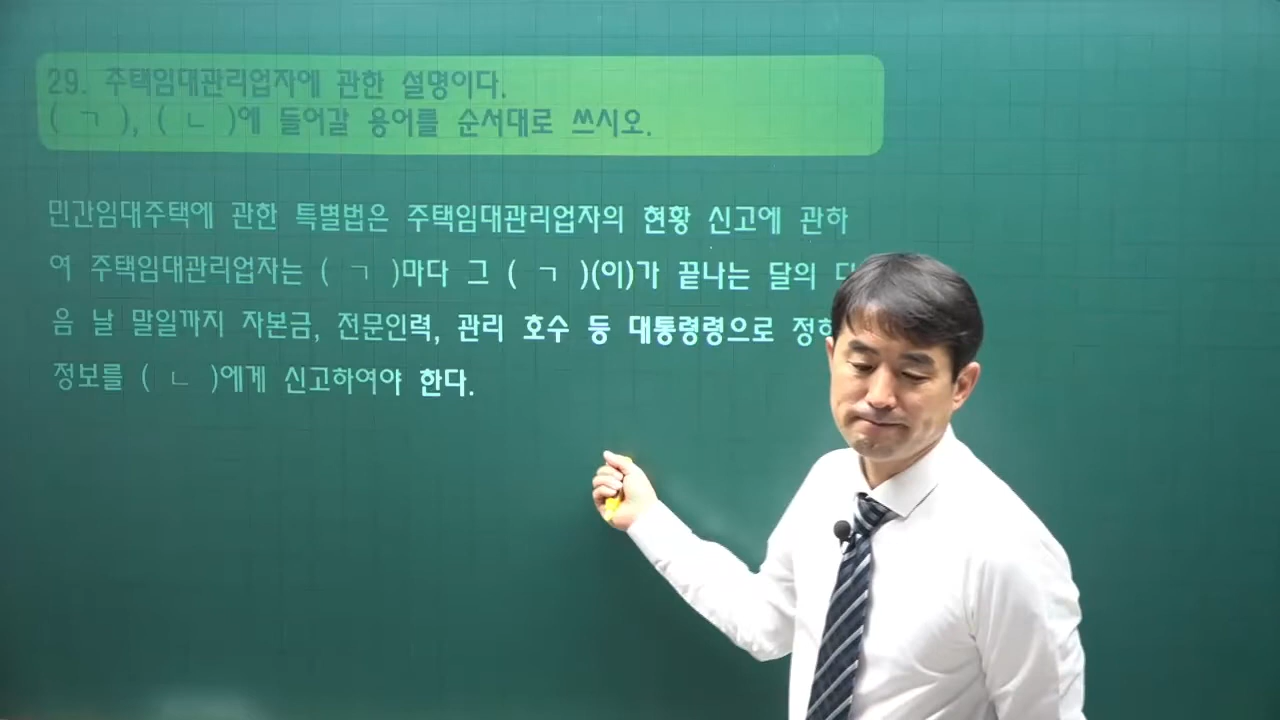 29. 주택임대관리업자에 관한 설명이다.
( ㄱ ), ( ㄴ )에 들어갈 용어를 순서대로 쓰시오.
민간임대주택에 관한 특별법은 주택임대관리업자의 현황 신고에 관하
여 주택임대관리업자는 ( ㄱ )마다 그 ( ㄱ )(이)가 끝나는 달의 다
음 날 말일까지 자본금, 전문인력, 관리 호수 등 대통령령으로 정하
정보를 ( ㄴ )에게 신고하여야 한다.